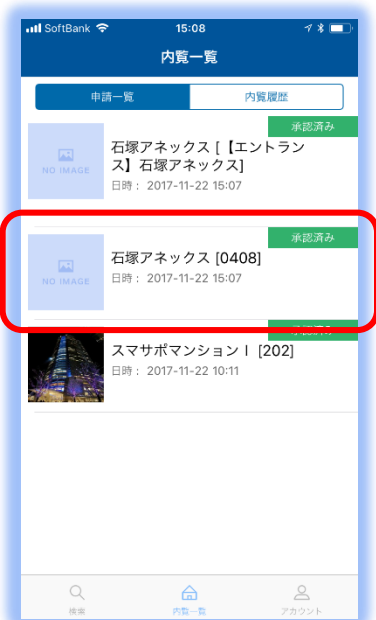 SoftBank 15:08
内覧一覧
申請一覧 内覧履歴
承認済み
石塚アネックス [【エントラン
ス】石塚アネックス]
NO IMAGE
日時： 2017-11-22 15:07
承認済み
石塚アネックス [0408]
NO IMAGE
日時： 2017-11-22 15:07
承認済み
スマサポマンションⅠ [202]
日時： 2017-11-22 10:11
検索 内覧一覧 アカウント